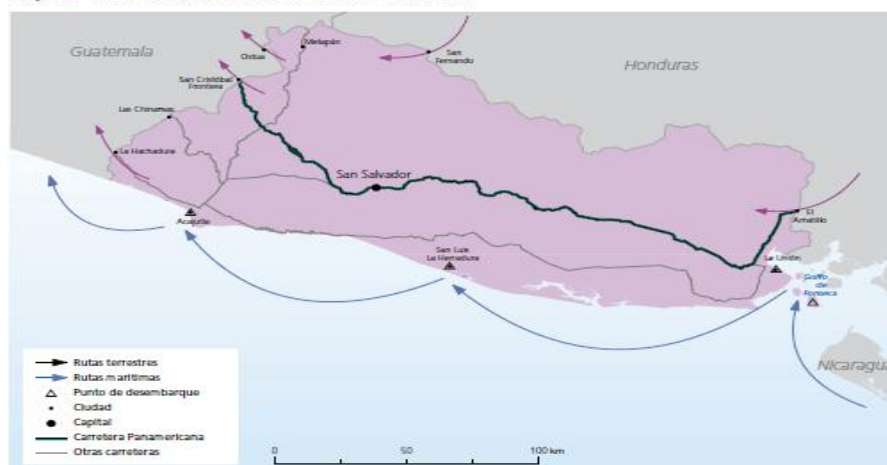 Guatemala
Ostúa
Metapán
San
Fernando
Honduras
San Cristóbal
Frontera
Las Chinamas
La Hachadura
San Salvador
El
Amatillo
Acajutla
San Luis
La Herradura
La Unión
Golfo
de
Fonseca
Nicaragua
Rutas terrestres
Rutas marítimas
Punto de desembarque
Ciudad
Capital
Carretera Panamericana
Otras carreteras
0
50
100 km